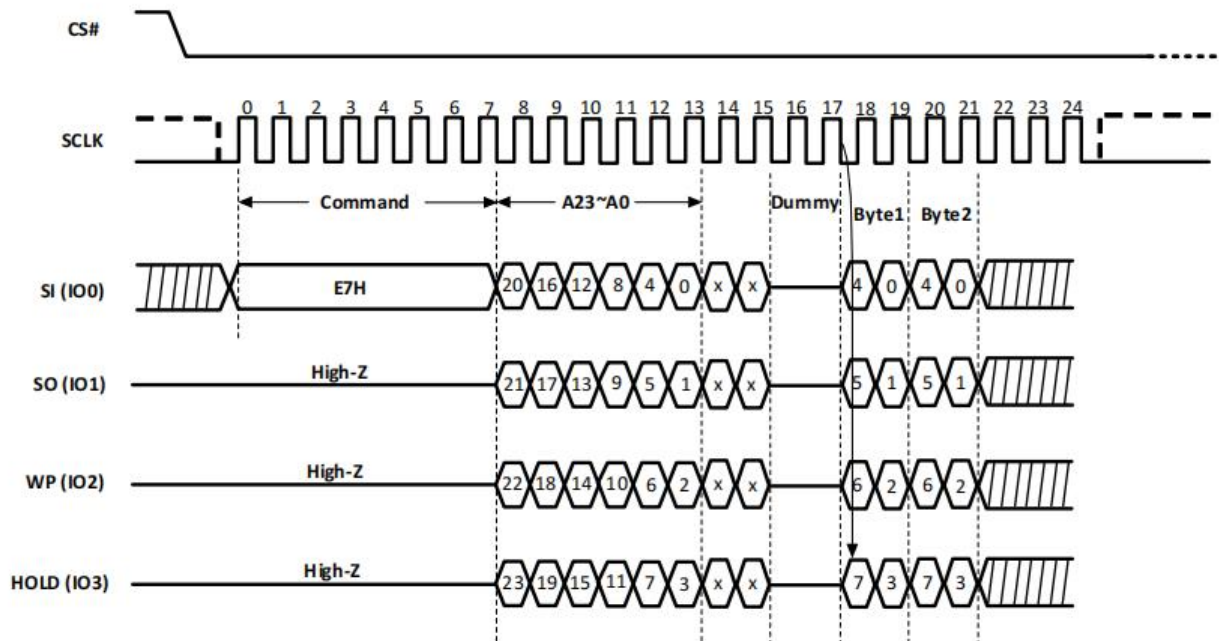 CS#
0 1 2 3 4 5 6 7 8 9 10 11 12 13 14 15 16 17 18 19 20 21 22 23 24
SCLK
Command A23~A0 Dummy Byte1 Byte2
SI (IO0) E7H 20 16 12 8 4 0 x x 4 0 4 0
SO (IO1) High-Z 21 17 13 9 5 1 x x 5 1 5 1
WP (IO2) High-Z 22 18 14 10 6 2 x x 6 2 6 2
HOLD (IO3) High-Z 23 19 15 11 7 3 x x 7 3 7 3